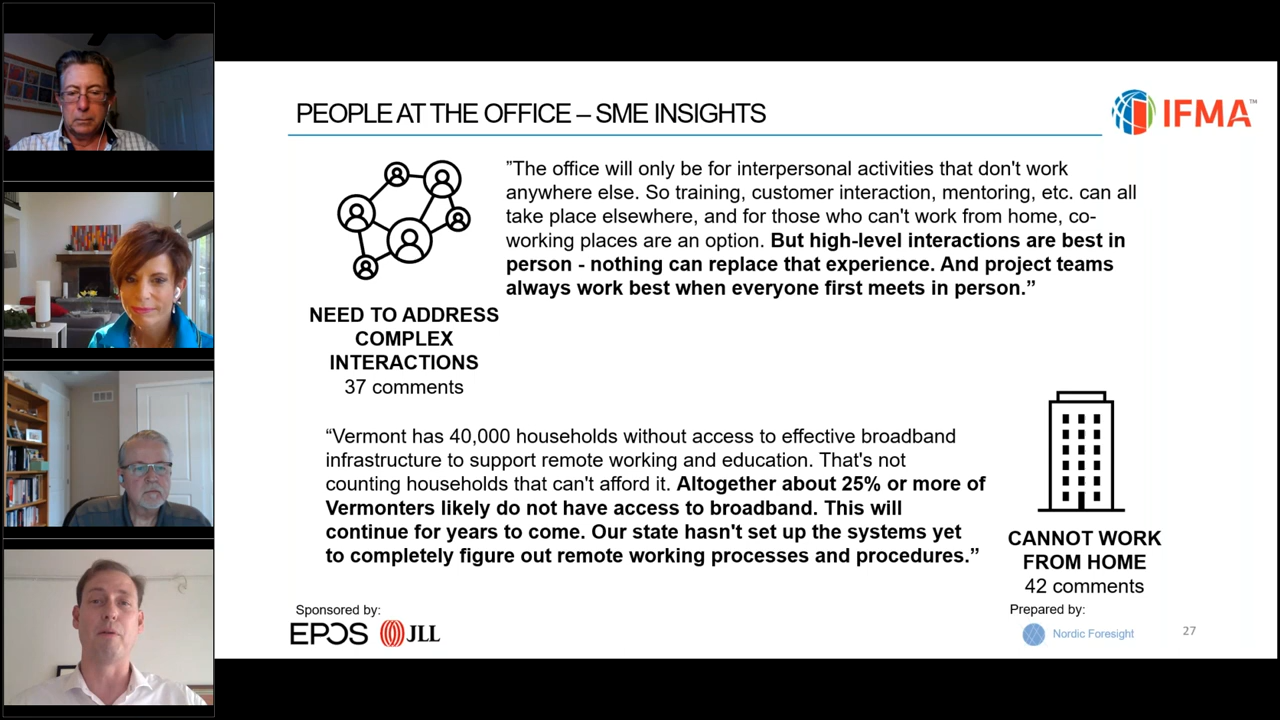 PEOPLE AT THE OFFICE – SME INSIGHTS
IFMA™
”The office will only be for interpersonal activities that don't work
anywhere else. So training, customer interaction, mentoring, etc. can all
take place elsewhere, and for those who can't work from home, co-
working places are an option. But high-level interactions are best in
person - nothing can replace that experience. And project teams
always work best when everyone first meets in person.”
NEED TO ADDRESS
COMPLEX
INTERACTIONS
37 comments
“Vermont has 40,000 households without access to effective broadband
infrastructure to support remote working and education. That's not
counting households that can't afford it. Altogether about 25% or more of
Vermonters likely do not have access to broadband. This will
continue for years to come. Our state hasn't set up the systems yet
to completely figure out remote working processes and procedures.”
CANNOT WORK
FROM HOME
42 comments
Sponsored by:
EPOS JLL
Prepared by:
Nordic Foresight
27